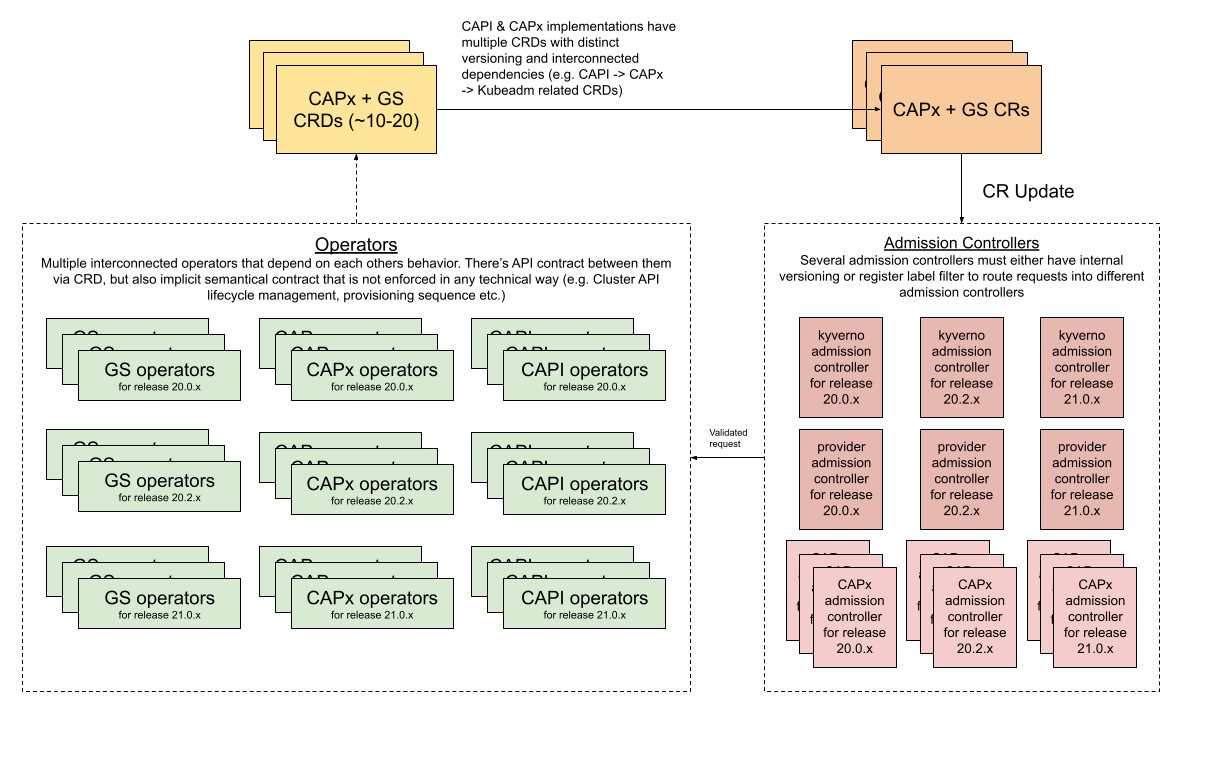 CAPI & CAPx implementations have
multiple CRDs with distinct
versioning and interconnected
dependencies (e.g. CAPI -> CAPx
-> Kubeadm related CRDs)
CAPx + GS
CRDs (~10-20)
CAPx + GS CRs
CR Update
Operators
Multiple interconnected operators that depend on each others behavior. There's API contract between them
via CRD, but also implicit semantical contract that is not enforced in any technical way (e.g. Cluster API
lifecycle management, provisioning sequence etc.)
GS operators
for release 20.0.x
CAPx operators
for release 20.0.x
CAPI operators
for release 20.0.x
GS operators
for release 20.2.x
CAPx operators
for release 20.2.x
CAPI operators
for release 20.2.x
GS operators
for release 21.0.x
CAPx operators
for release 21.0.x
CAPI operators
for release 21.0.x
Validated
request
Admission Controllers
Several admission controllers must either have internal
versioning or register label filter to route requests into different
admission controllers
kyverno
admission
controller
for release
20.0.x
kyverno
admission
controller
for release
20.2.x
kyverno
admission
controller
for release
21.0.x
provider
admission
controller
for release
20.0.x
provider
admission
controller
for release
20.2.x
provider
admission
controller
for release
21.0.x
CAPx
admission
controller
for release
20.0.x
CAPx
admission
controller
for release
20.2.x
CAPx
admission
controller
for release
21.0.x